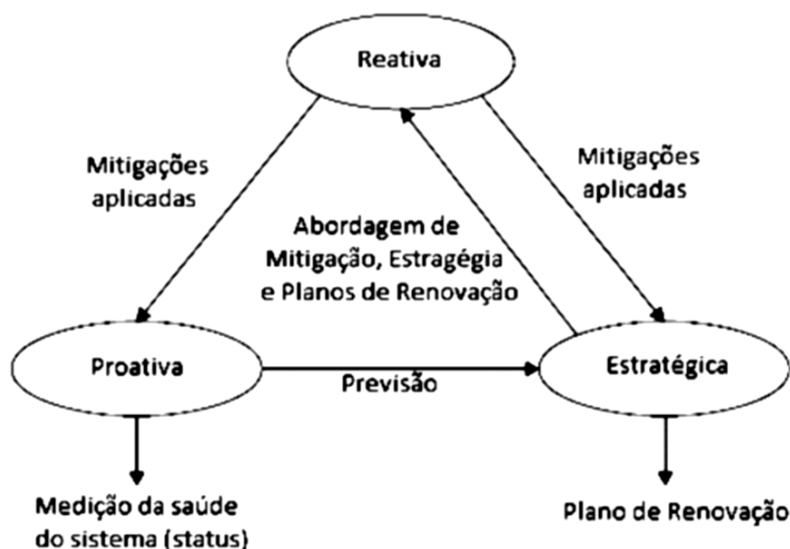 Reativa
Mitigações
aplicadas
Mitigações
aplicadas
Abordagem de
Mitigação, Estragégia
e Planos de Renovação
Proativa
Previsão
Estratégica
Medição da saúde
do sistema (status)
Plano de Renovação